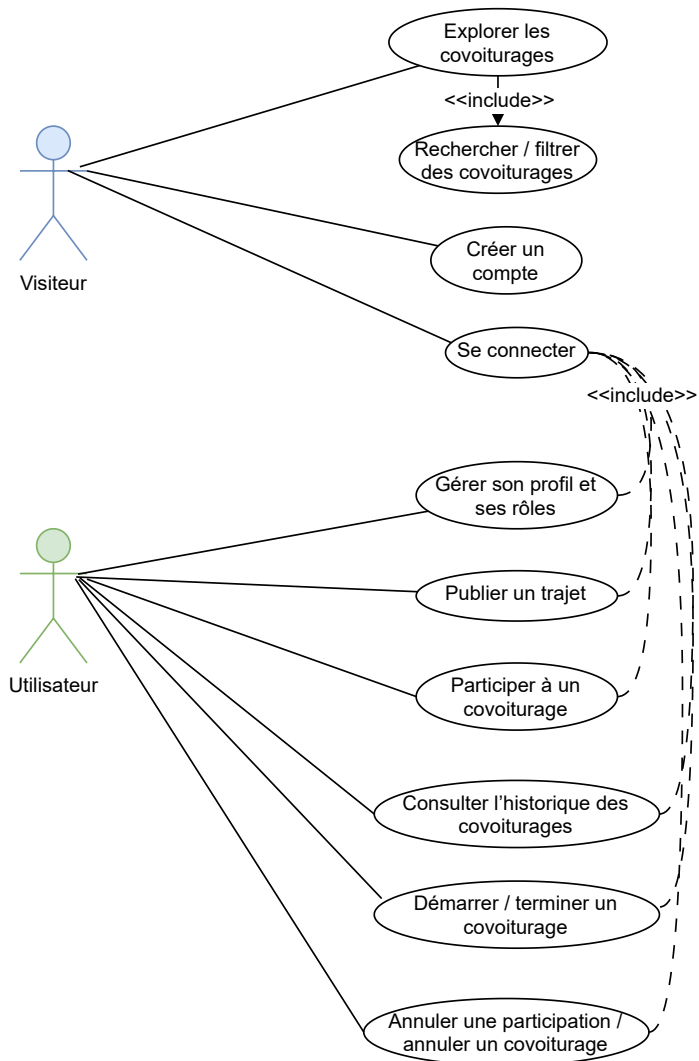 Explorer les
covoiturages
<<include>>
Rechercher / filtrer
des covoiturages
Visiteur
Créer un
compte
Se connecter
<<include>>
Gérer son profil et
ses rôles
Publier un trajet
Utilisateur
Participer à un
covoiturage
Consulter l’historique des
covoiturages
Démarrer / terminer un
covoiturage
Annuler une participation /
annuler un covoiturage